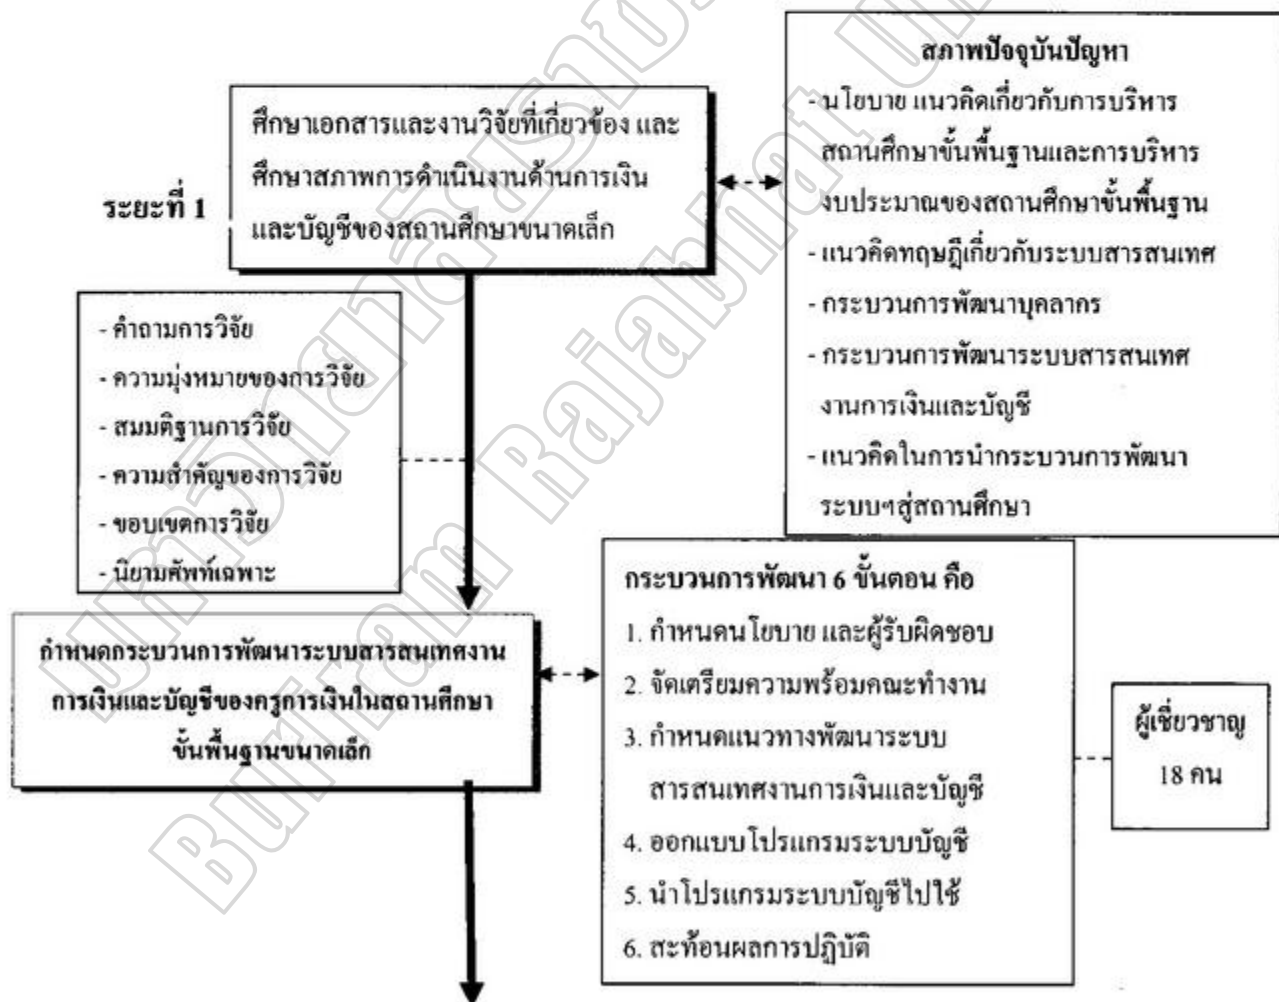 สภาพปัจจุบันปัญหา
- นโยบาย แนวคิดเกี่ยวกับการบริหาร
สถานศึกษาขั้นพื้นฐานและการบริหาร
งบประมาณของสถานศึกษาขั้นพื้นฐาน
- แนวคิดทฤษฎีเกี่ยวกับระบบสารสนเทศ
- กระบวนการพัฒนาบุคลากร
- กระบวนการพัฒนาระบบสารสนเทศ
งานการเงินและบัญชี
- แนวคิดในการนำกระบวนการพัฒนา
ระบบฯสู่สถานศึกษา
ระยะที่ 1
ศึกษาเอกสารและงานวิจัยที่เกี่ยวข้อง และ
ศึกษาสภาพการดำเนินงานด้านการเงิน
และบัญชีของสถานศึกษาขนาดเล็ก
- คำถามการวิจัย
- ความมุ่งหมายของการวิจัย
- สมมติฐานการวิจัย
- ความสำคัญของการวิจัย
- ขอบเขตการวิจัย
- นิยามศัพท์เฉพาะ
กำหนดกระบวนการพัฒนาระบบสารสนเทศงาน
การเงินและบัญชีของครูการเงินในสถานศึกษา
ขั้นพื้นฐานขนาดเล็ก
กระบวนการพัฒนา 6 ขั้นตอน คือ
1. กำหนดนโยบาย และผู้รับผิดชอบ
2. จัดเตรียมความพร้อมคณะทำงาน
3. กำหนดแนวทางพัฒนาระบบ
สารสนเทศงานการเงินและบัญชี
4. ออกแบบโปรแกรมระบบบัญชี
5. นำโปรแกรมระบบบัญชีไปใช้
6. สะท้อนผลการปฏิบัติ
ผู้เชี่ยวชาญ
18 คน
Buriram Rajabhat